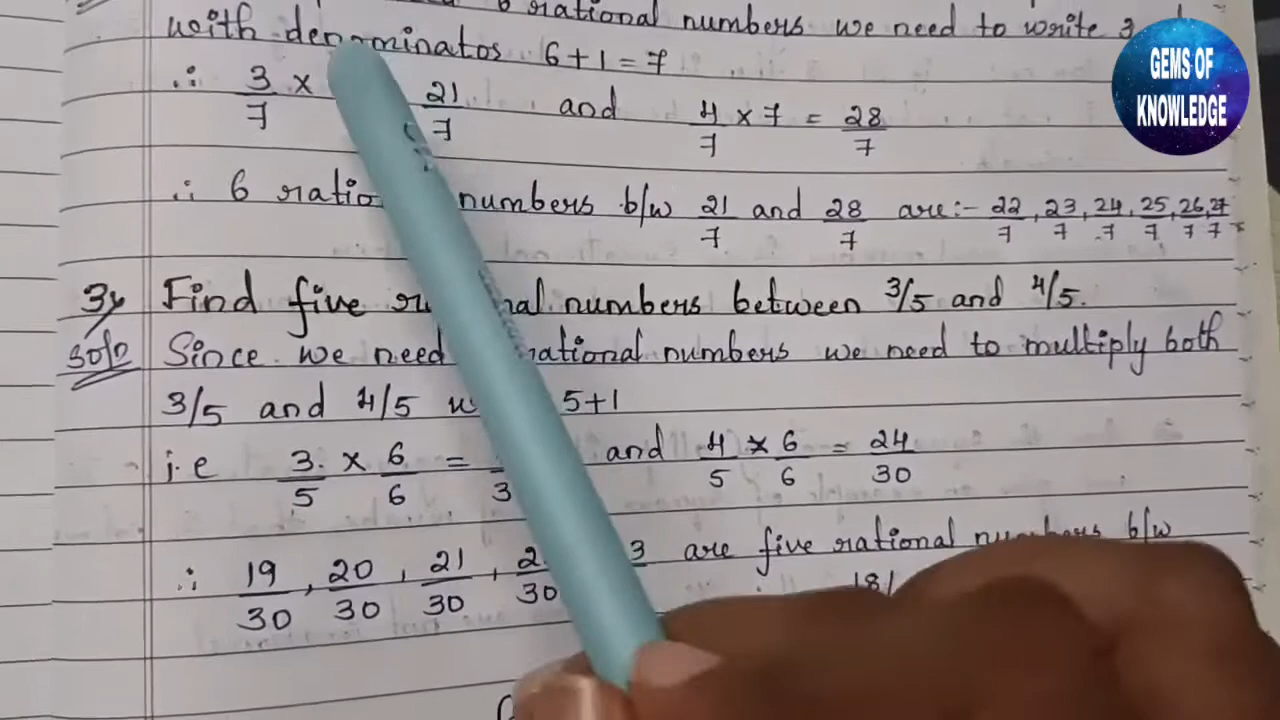 6 rational numbers we need to write 3
with denominatos 6+1=7
∴ 3/7 × 21/7 and 4/7 × 7 = 28/7
∴ 6 numbers b/w 21/7 and 28/7 are:- 22/7, 23/7, 24/7, 25/7, 26/7, 27/7
3) Find five numbers between 3/5 and 4/5.
Soln Since we need rational numbers we need to multiply both
3/5 and 4/5 5+1
i.e 3/5 × 6/6 = and 4/5 × 6/6 = 24/30
∴ 19/30, 20/30, 21/30, are five rational numbers b/w
GEMS OF
KNOWLEDGE